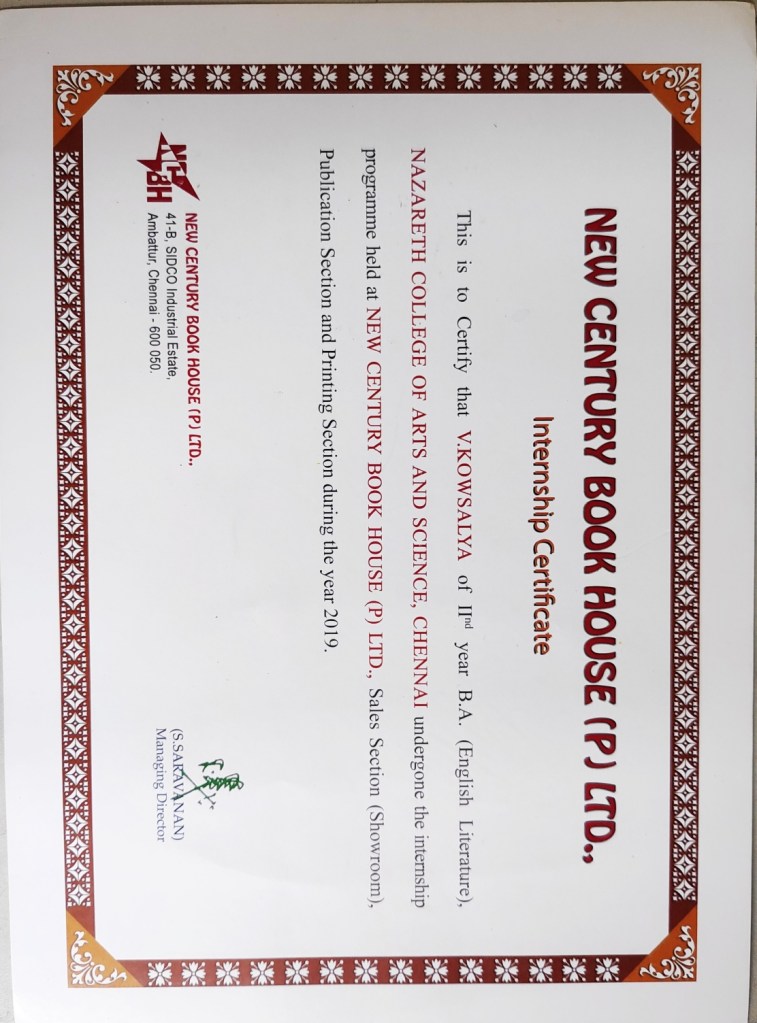 NEW CENTURY BOOK HOUSE (P) LTD.,
Internship Certificate
This is to Certify that V.KOWSALYA of IInd year B.A. (English Literature),
NAZARETH COLLEGE OF ARTS AND SCIENCE, CHENNAI undergone the internship
programme held at NEW CENTURY BOOK HOUSE (P) LTD., Sales Section (Showroom),
Publication Section and Printing Section during the year 2019.
NCBH
NEW CENTURY BOOK HOUSE (P) LTD.,
41-B, SIDCO Industrial Estate,
Ambattur, Chennai - 600 050.
(S.SARAVANAN)
Managing Director